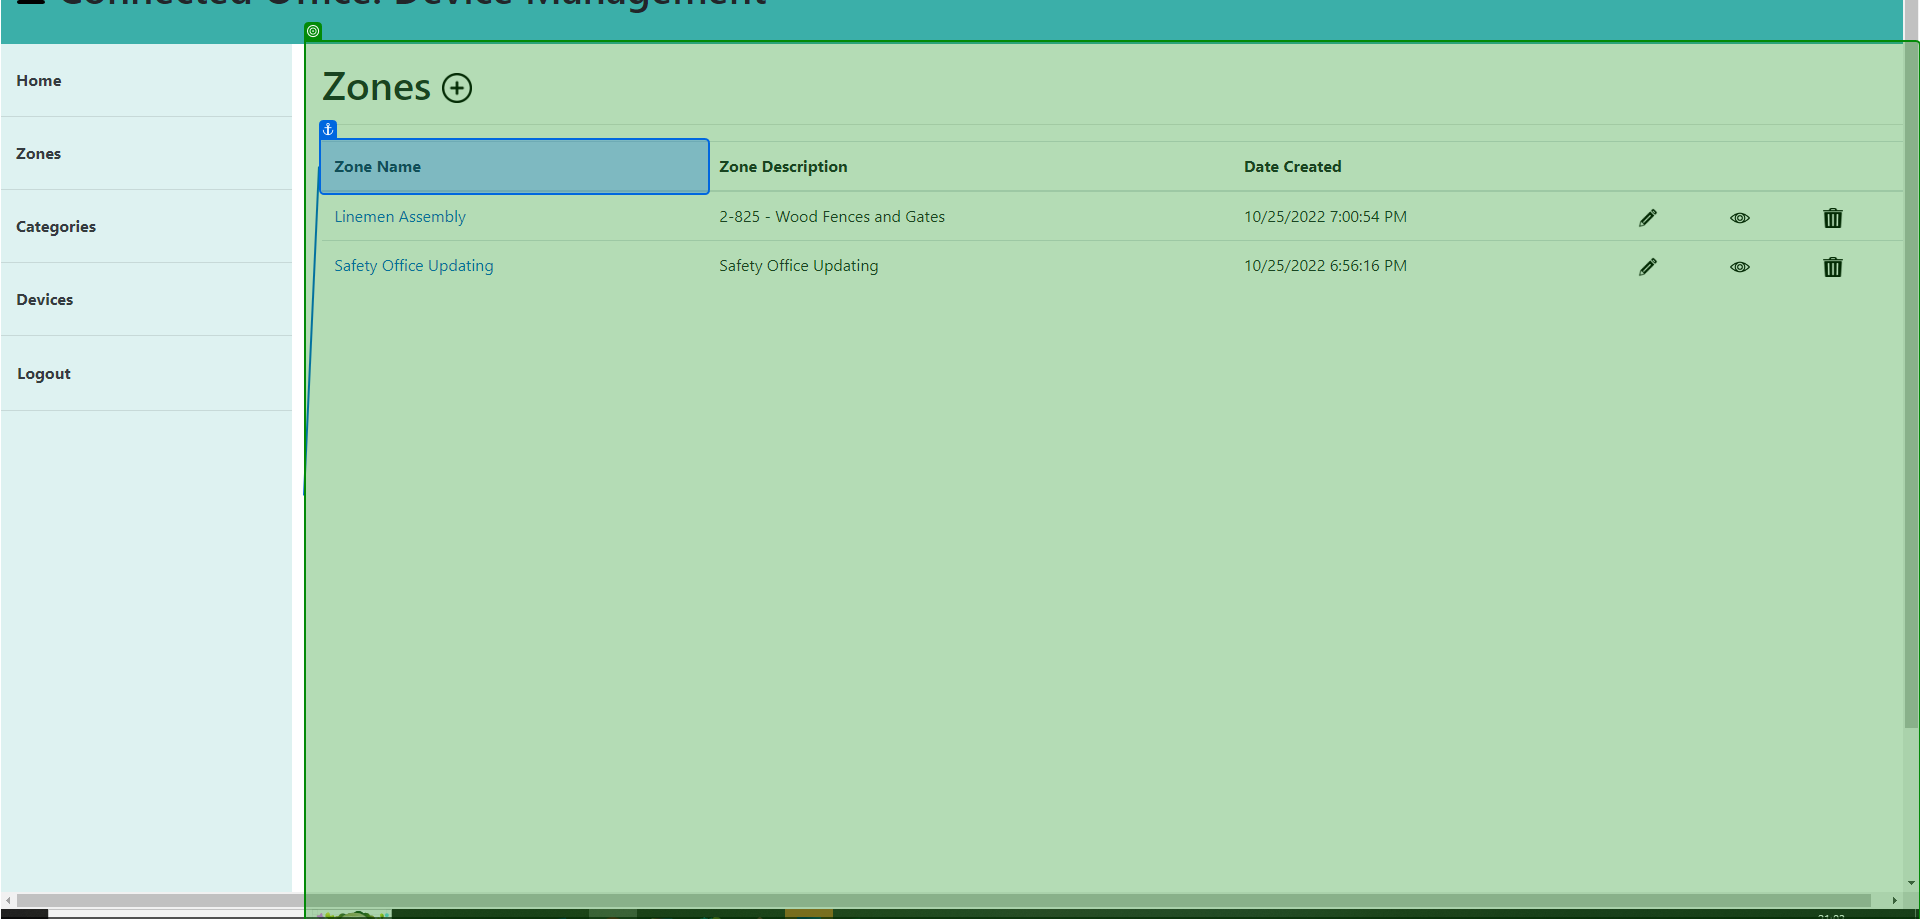 Connected Office: Device Management
Home
Zones
Categories
Devices
Logout
Zones
Zone Name Zone Description Date Created
Linemen Assembly 2-825 - Wood Fences and Gates 10/25/2022 7:00:54 PM
Safety Office Updating Safety Office Updating 10/25/2022 6:56:16 PM